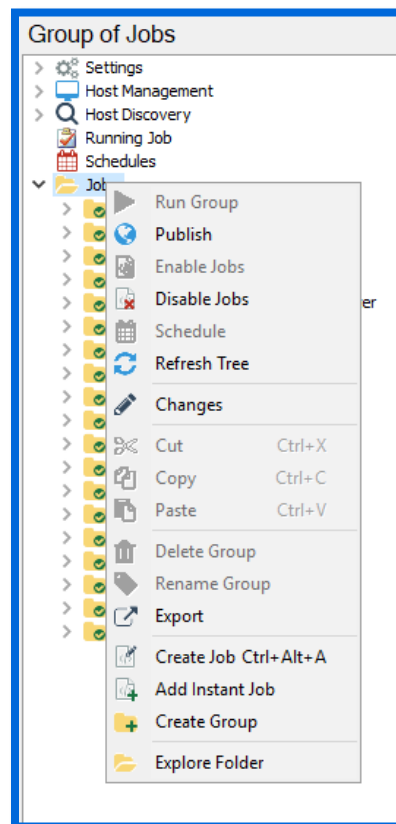 Group of Jobs
Settings
Host Management
Host Discovery
Running Job
Schedules
Run Group
Publish
Enable Jobs
Disable Jobs
Schedule
Refresh Tree
Changes
Cut Ctrl+X
Copy Ctrl+C
Paste Ctrl+V
Delete Group
Rename Group
Export
Create Job Ctrl+Alt+A
Add Instant Job
Create Group
Explore Folder